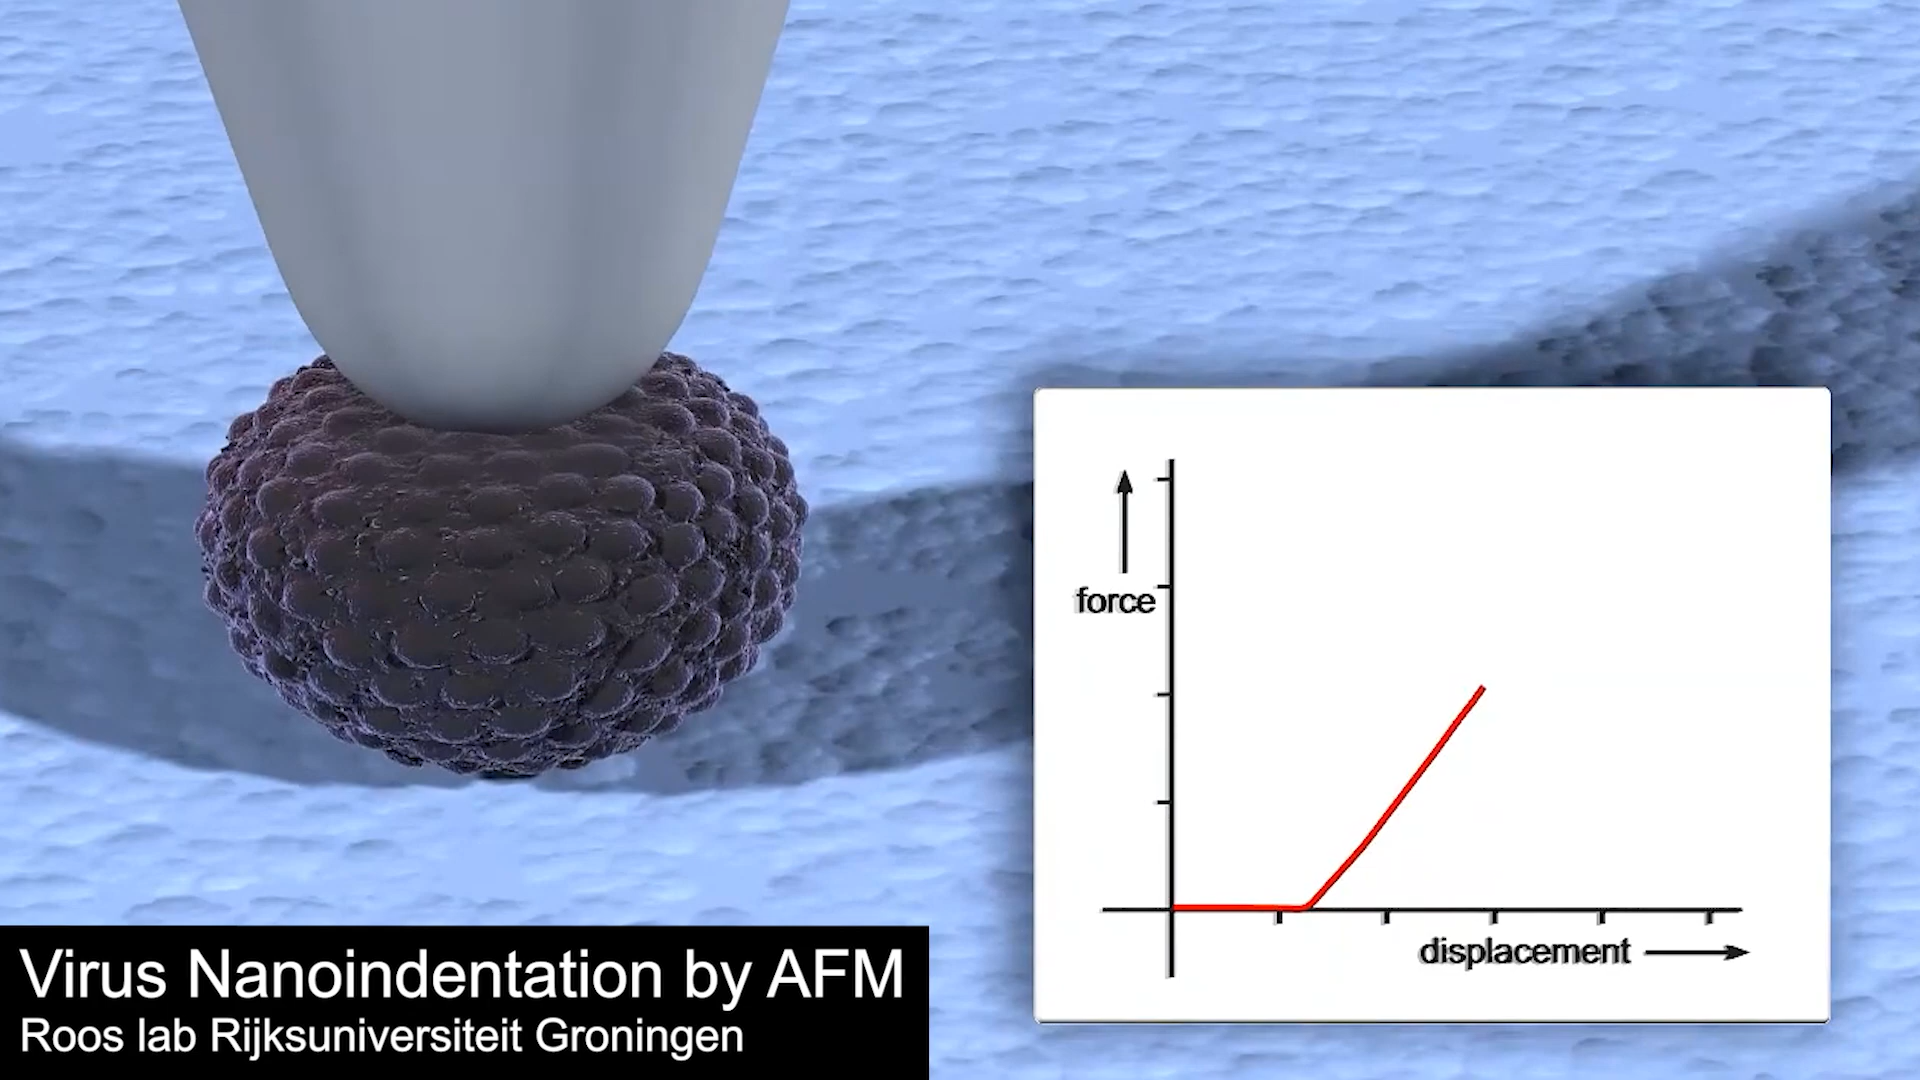 force
displacement
Virus Nanoindentation by AFM
Roos lab Rijksuniversiteit Groningen